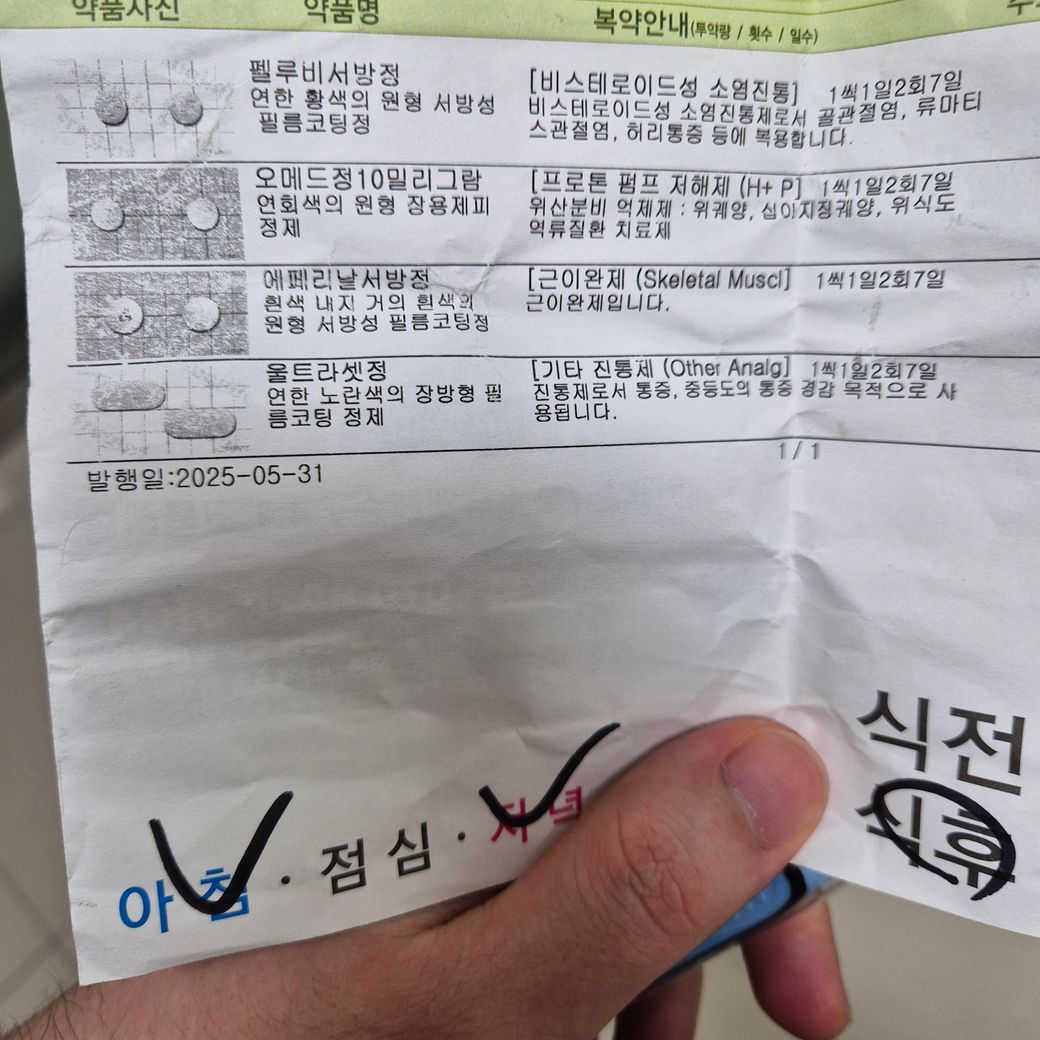 약품사진 약품명 복약안내(투약량 / 횟수 / 일수)
펠루비서방정
연한 황색의 원형 서방성
필름코팅정
[비스테로이드성 소염진통] 1씩1일2회7일
비스테로이드성 소염진통제로서 골관절염, 류마티
스관절염, 허리통증 등에 복용합니다.
오메드정10밀리그람
연회색의 원형 장용제피
정제
[프로톤 펌프 저해제 (H+ P] 1씩1일2회7일
위산분비 억제제 : 위궤양, 십이지장궤양, 위식도
역류질환 치료제
에페리날서방정
흰색 내지 거의 흰색의
원형 서방성 필름코팅정
[근이완제 (Skeletal Muscl] 1씩1일2회7일
근이완제입니다.
울트라셋정
연한 노란색의 장방형 필
름코팅 정제
[기타 진통제 (Other Analg] 1씩1일2회7일
진통제로서 통증, 중등도의 통증 경감 목적으로 사
용됩니다.
1 / 1
발행일:2025-05-31
식전
식후
아침 · 점심 · 저녁